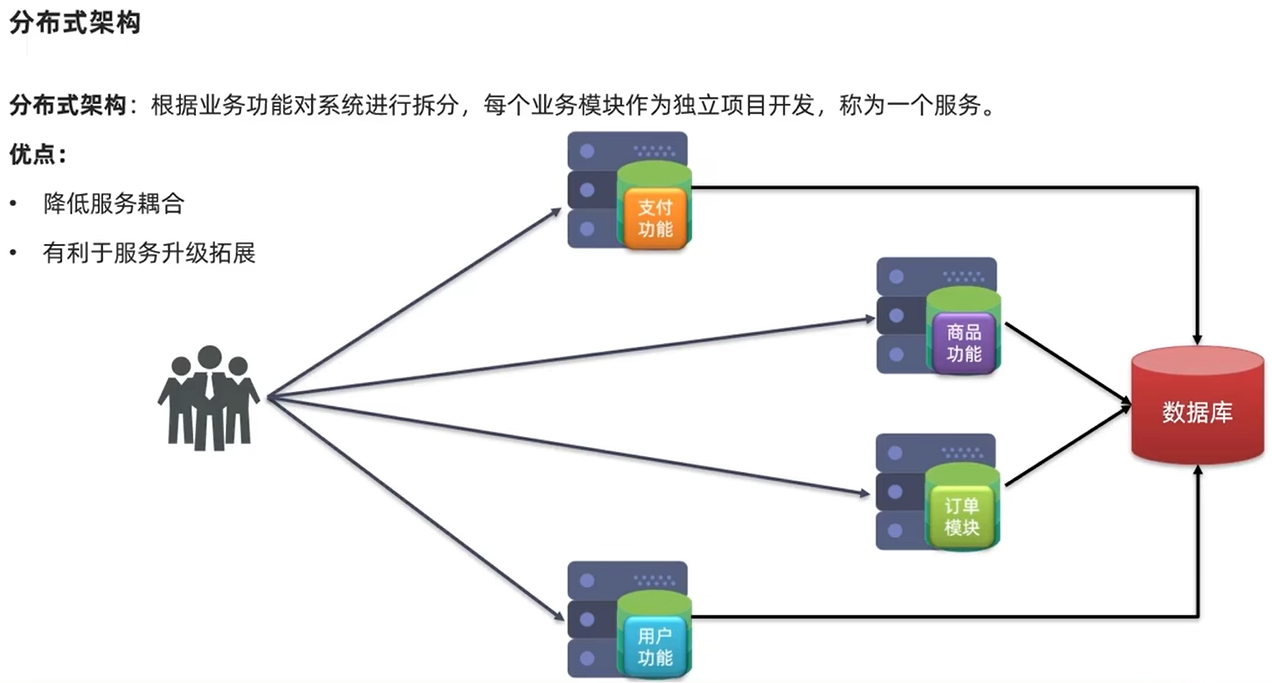 分布式架构
分布式架构：根据业务功能对系统进行拆分，每个业务模块作为独立项目开发，称为一个服务。
优点：
• 降低服务耦合
• 有利于服务升级拓展
支付
功能
商品
功能
数据库
订单
模块
用户
功能